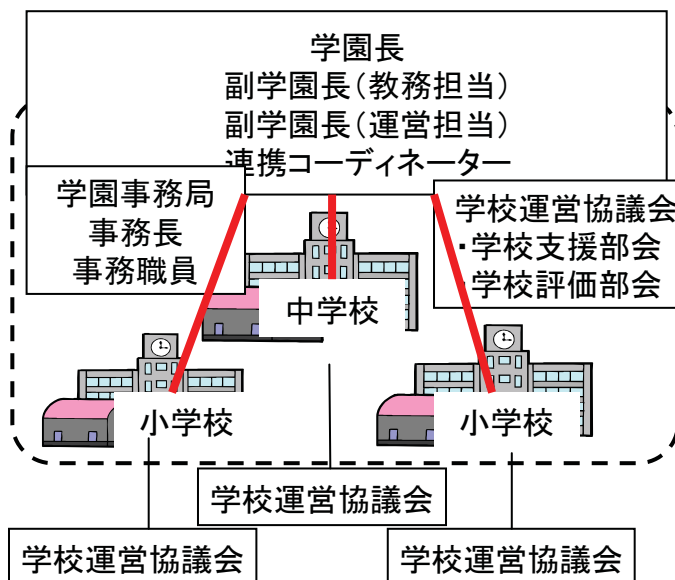 学園長
副学園長(教務担当)
副学園長(運営担当)
連携コーディネーター
学園事務局
事務長
事務職員
学校運営協議会
・学校支援部会
・学校評価部会
中学校
小学校
小学校
学校運営協議会
学校運営協議会
学校運営協議会